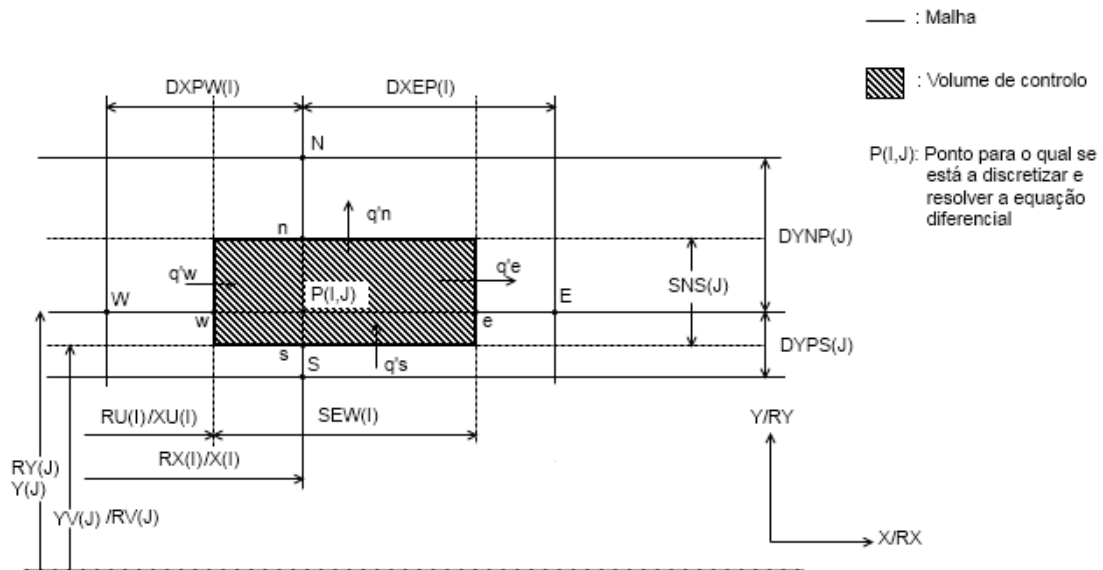 : Malha
DXPW(I)
DXEP(I)
: Volume de controlo
N
P(I,J): Ponto para o qual se
está a discretizar e
resolver a equação
diferencial
q'n
n
DYNP(J)
q'w
q'e
SNS(J)
W
P(I,J)
E
w
e
s
S
q's
DYPS(J)
RU(I)/XU(I)
SEW(I)
Y/RY
RX(I)/X(I)
RY(J)
Y(J)
YV(J) /RV(J)
X/RX